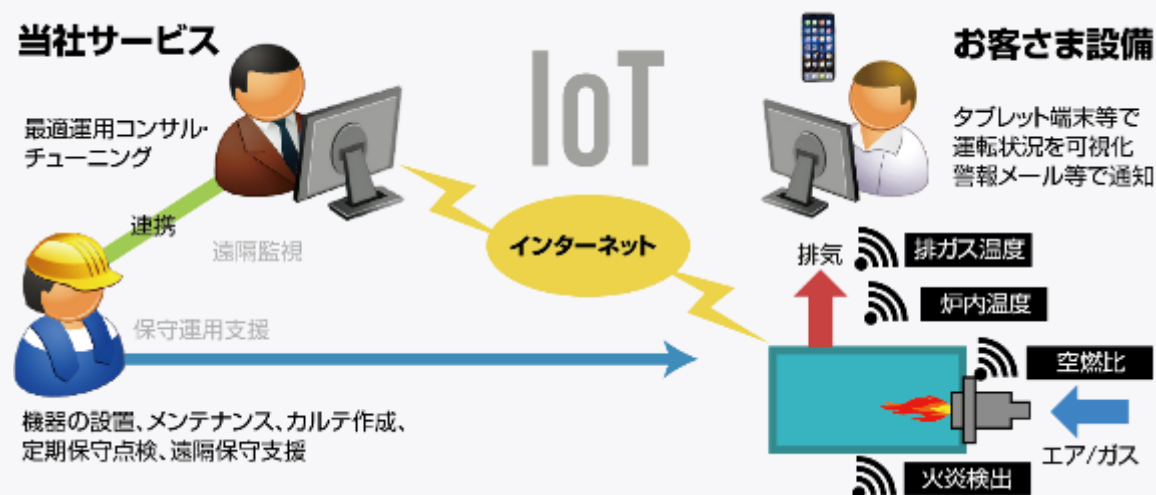 当社サービス
IoT
お客さま設備
最適運用コンサル・
チューニング
タブレット端末等で
運転状況を可視化
警報メール等で通知
連携
遠隔監視
インターネット
排気
排ガス温度
炉内温度
保守運用支援
空燃比
機器の設置、メンテナンス、カルテ作成、
定期保守点検、遠隔保守支援
エア/ガス
火炎検出